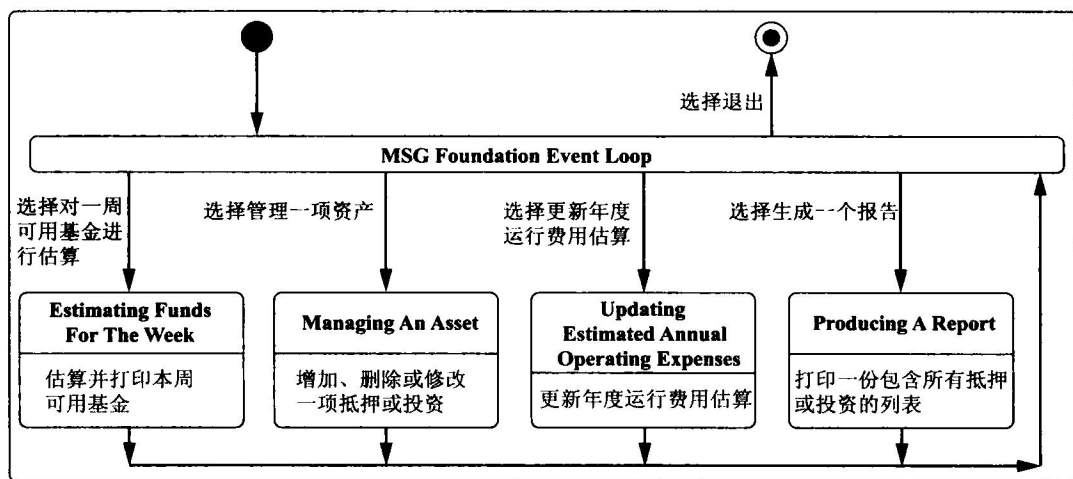 选择退出
MSG Foundation Event Loop
选择对一周
可用基金进
行估算
选择管理一项资产
选择更新年度
运行费用估算
选择生成一个报告
Estimating Funds
For The Week
估算并打印本周
可用基金
Managing An Asset
增加、删除或修改
一项抵押或投资
Updating
Estimated Annual
Operating Expenses
更新年度运行费用估算
Producing A Report
打印一份包含所有抵押
或投资的列表